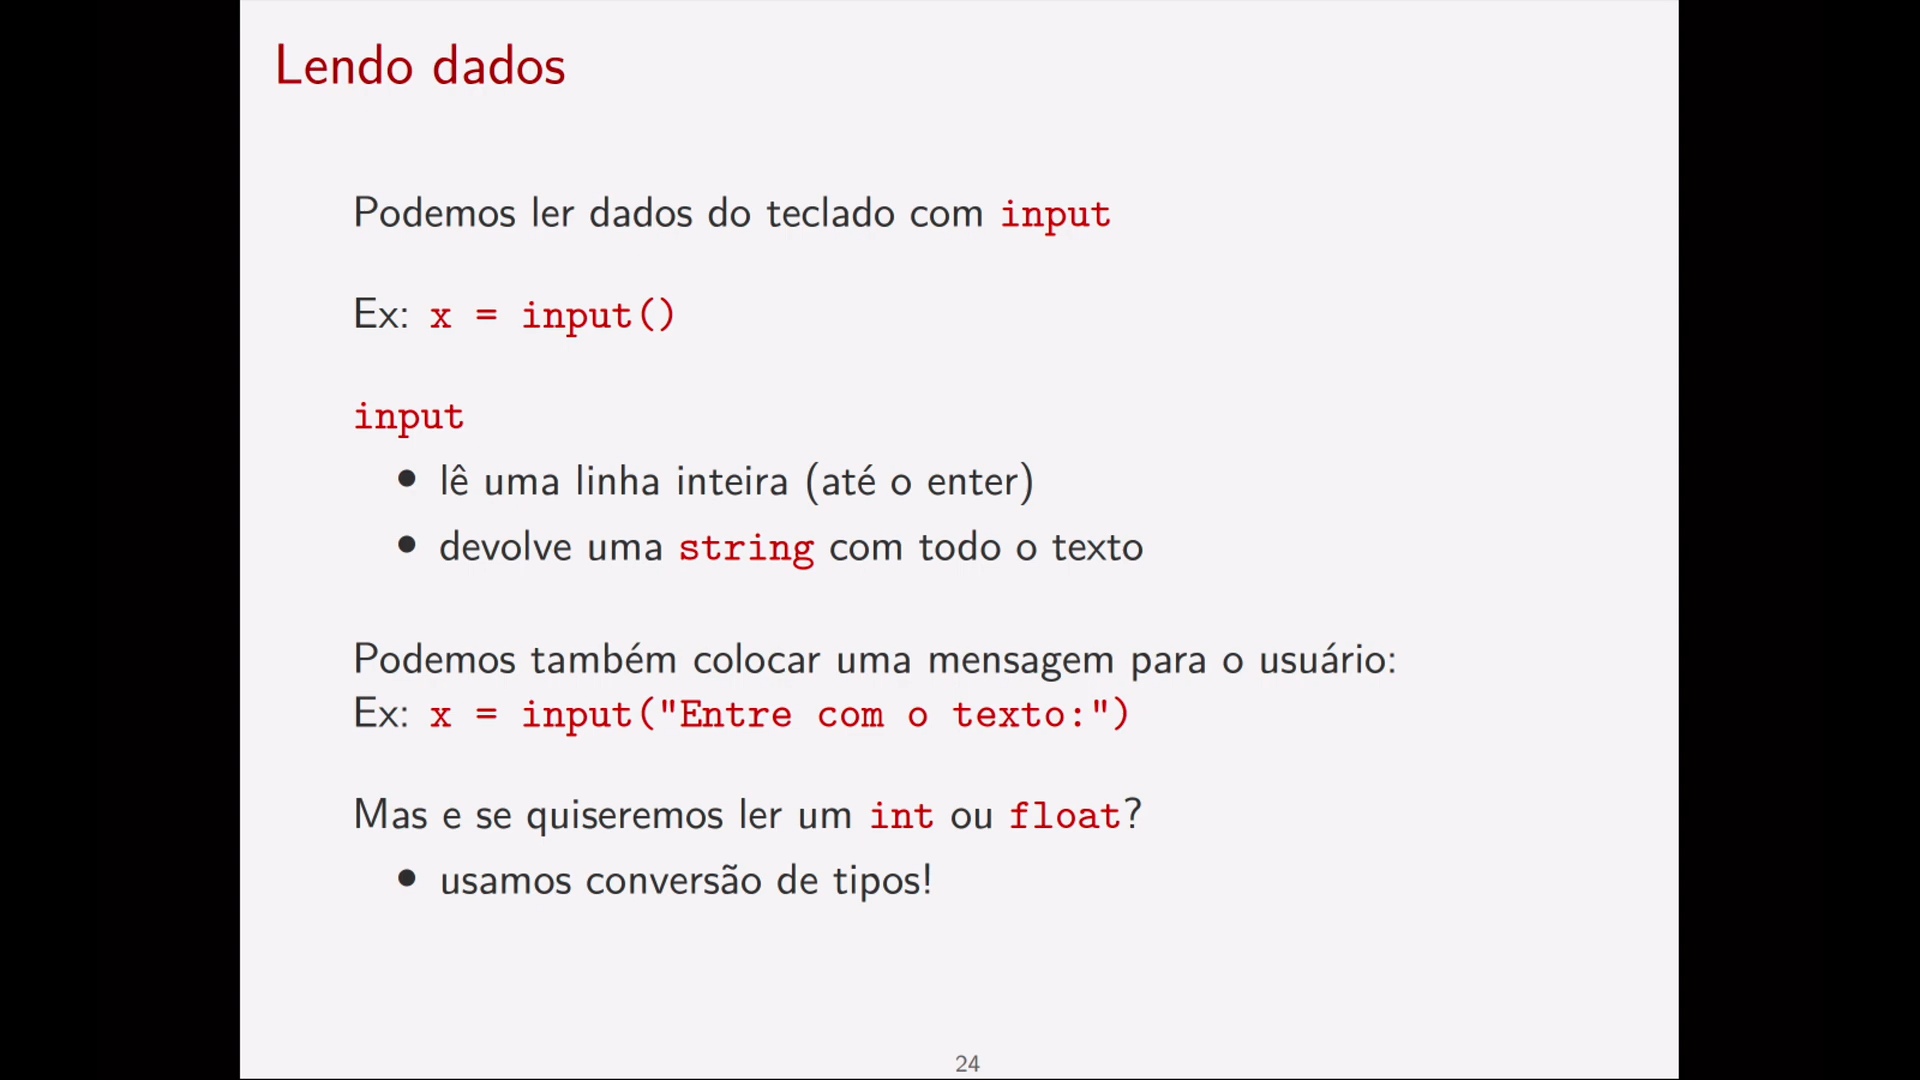 Lendo dados
Podemos ler dados do teclado com input
Ex: x = input()
input
• lê uma linha inteira (até o enter)
• devolve uma string com todo o texto
Podemos também colocar uma mensagem para o usuário:
Ex: x = input("Entre com o texto:")
Mas e se quiseremos ler um int ou float?
• usamos conversão de tipos!
24